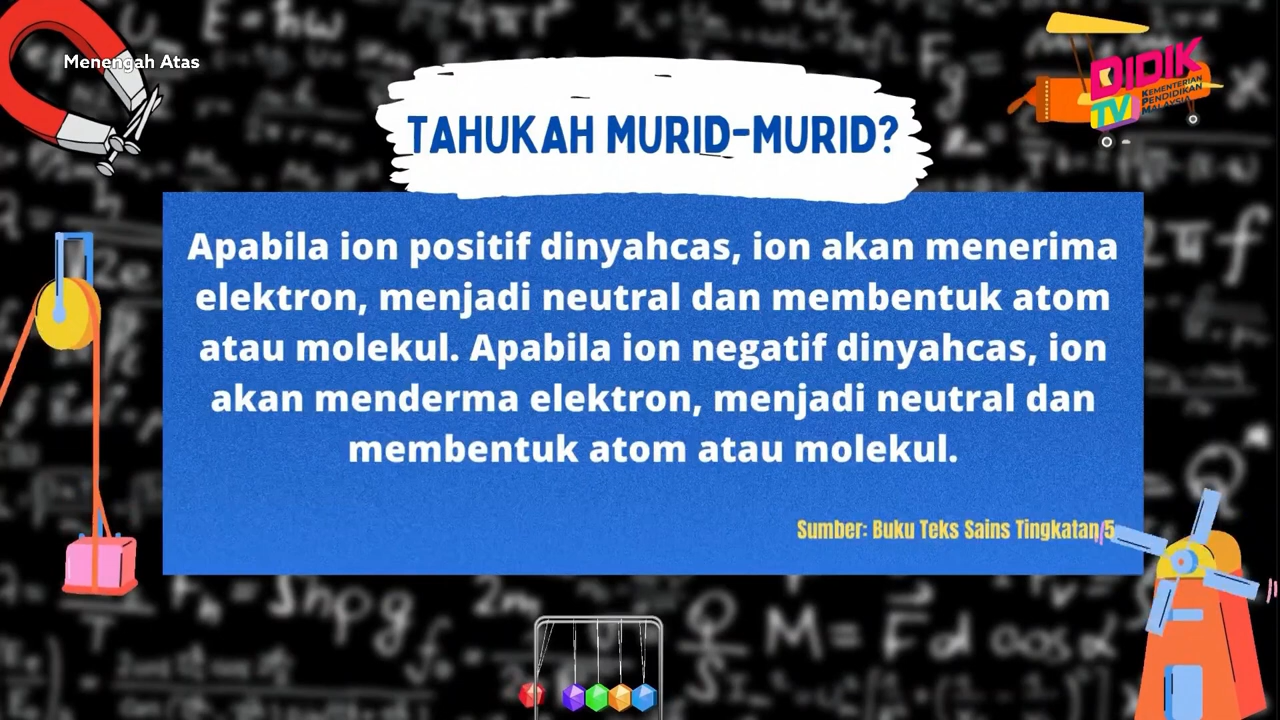 Menengah Atas
DIDIK
TV
KEMENTERIAN
PENDIDIKAN
MALAYSIA
TAHUKAH MURID-MURID?
Apabila ion positif dinyahcas, ion akan menerima
elektron, menjadi neutral dan membentuk atom
atau molekul. Apabila ion negatif dinyahcas, ion
akan menderma elektron, menjadi neutral dan
membentuk atom atau molekul.
Sumber: Buku Teks Sains Tingkatan 5